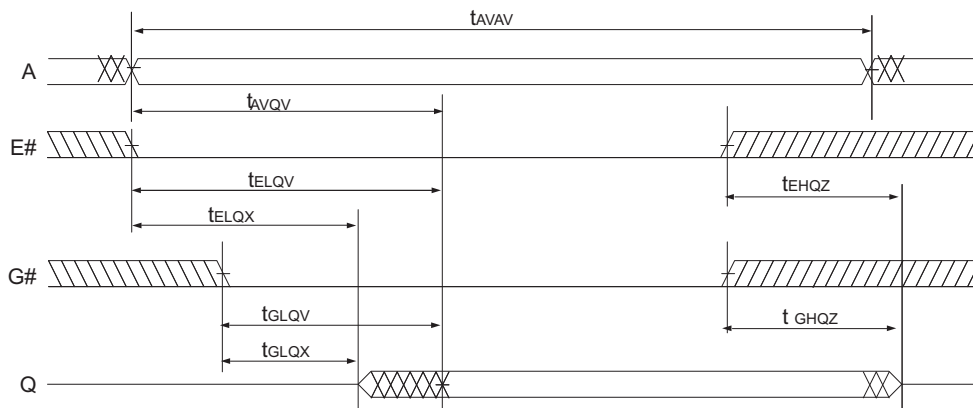 tAVAV
A
tAVQV
E#
tELQV
tEHQZ
tELQX
G#
tGLQV
t GHQZ
tGLQX
Q